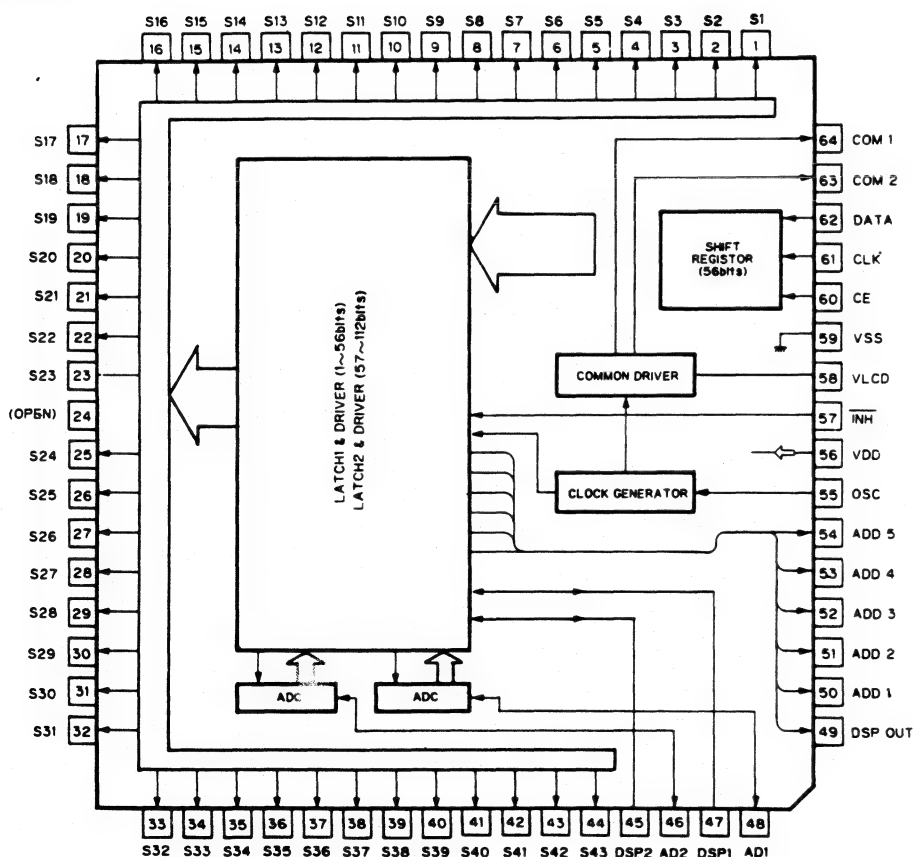 S16 S15 S14 S13 S12 S11 S10 S9 S8 S7 S6 S5 S4 S3 S2 S1
16 15 14 13 12 11 10 9 8 7 6 5 4 3 2 1
S17 17
S18 18
S19 19
S20 20
S21 21
S22 22
S23 23
(OPEN) 24
S24 25
S25 26
S26 27
S27 28
S28 29
S29 30
S30 31
S31 32
LATCH1 & DRIVER (1~56bits)
LATCH2 & DRIVER (57~112bits)
SHIFT
REGISTOR
(56bits)
COMMON DRIVER
CLOCK GENERATOR
ADC
ADC
64 COM 1
63 COM 2
62 DATA
61 CLK
60 CE
59 VSS
58 VLCD
57 INH
56 VDD
55 OSC
54 ADD 5
53 ADD 4
52 ADD 3
51 ADD 2
50 ADD 1
49 DSP OUT
33 34 35 36 37 38 39 40 41 42 43 44 45 46 47 48
S32 S33 S34 S35 S36 S37 S38 S39 S40 S41 S42 S43 DSP2 AD2 DSP1 AD1